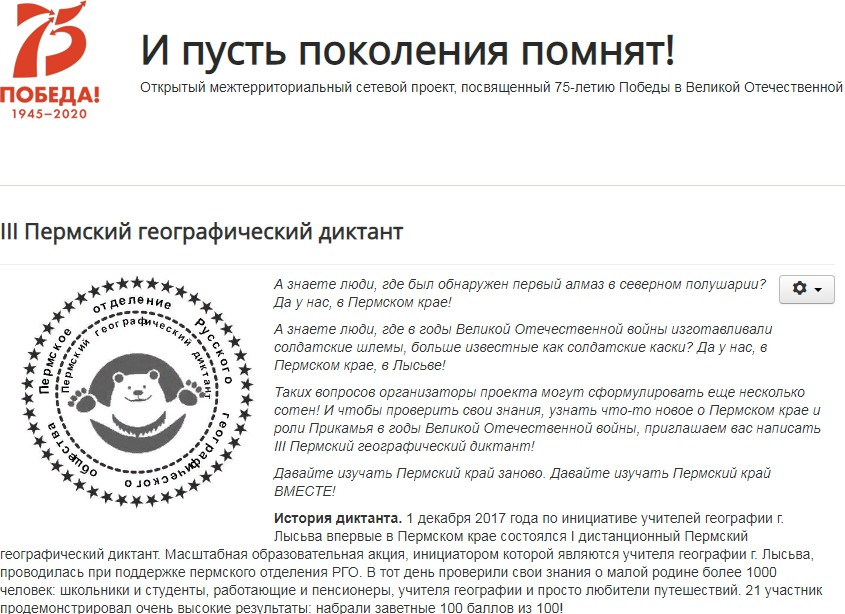 75
ПОБЕДА!
1945–2020
И пусть поколения помнят!
Открытый межтерриториальный сетевой проект, посвященный 75-летию Победы в Великой Отечественной
III Пермский географический диктант
Пермское отделение Русского географического общества
Пермский географический диктант
А знаете люди, где был обнаружен первый алмаз в северном полушарии?
Да у нас, в Пермском крае!
А знаете люди, где в годы Великой Отечественной войны изготавливали
солдатские шлемы, больше известные как солдатские каски? Да у нас, в
Пермском крае, в Лысьве!
Таких вопросов организаторы проекта могут сформулировать еще несколько
сотен! И чтобы проверить свои знания, узнать что-то новое о Пермском крае и
роли Прикамья в годы Великой Отечественной войны, приглашаем вас написать
III Пермский географический диктант!
Давайте изучать Пермский край заново. Давайте изучать Пермский край
ВМЕСТЕ!
История диктанта. 1 декабря 2017 года по инициативе учителей географии г.
Лысьва впервые в Пермском крае состоялся I дистанционный Пермский
географический диктант. Масштабная образовательная акция, инициатором которой являются учителя географии г. Лысьва,
проводилась при поддержке пермского отделения РГО. В тот день проверили свои знания о малой родине более 1000
человек: школьники и студенты, работающие и пенсионеры, учителя географии и просто любители путешествий. 21 участник
продемонстрировал очень высокие результаты: набрали заветные 100 баллов из 100!